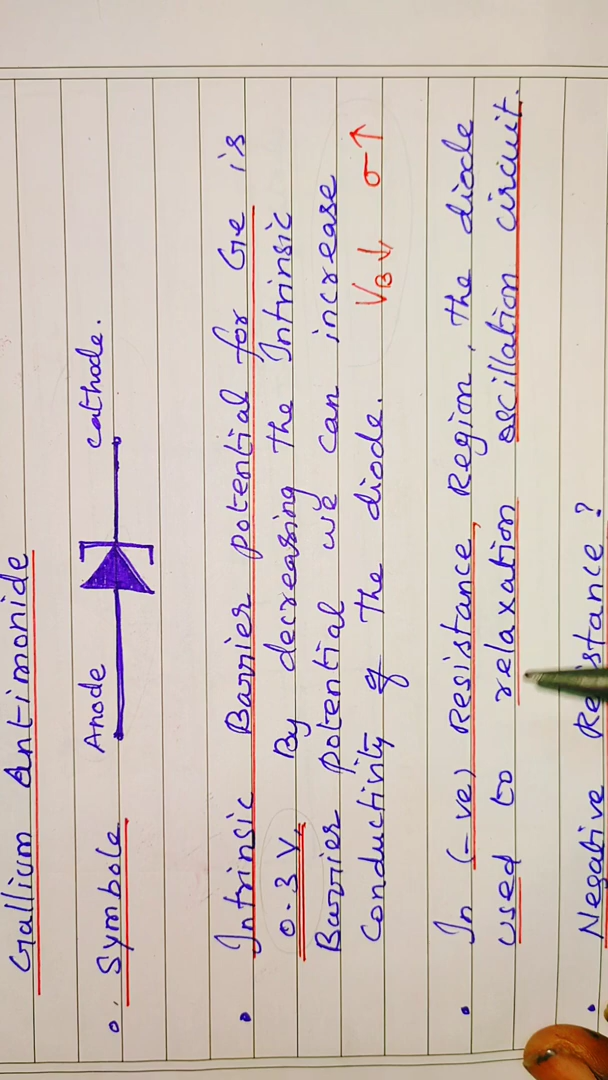 Gallium Antimonide
Symbole
Anode cathode.
Intrinsic Barrier potential for Ge is
0.3 V. By decreasing the Intrinsic
Barrier potential we can increase
Conductivity of the diode. VB↓ σ↑
In (-ve) Resistance, Region, the diode
used to relaxation oscillation circuit.
Negative Resistance?